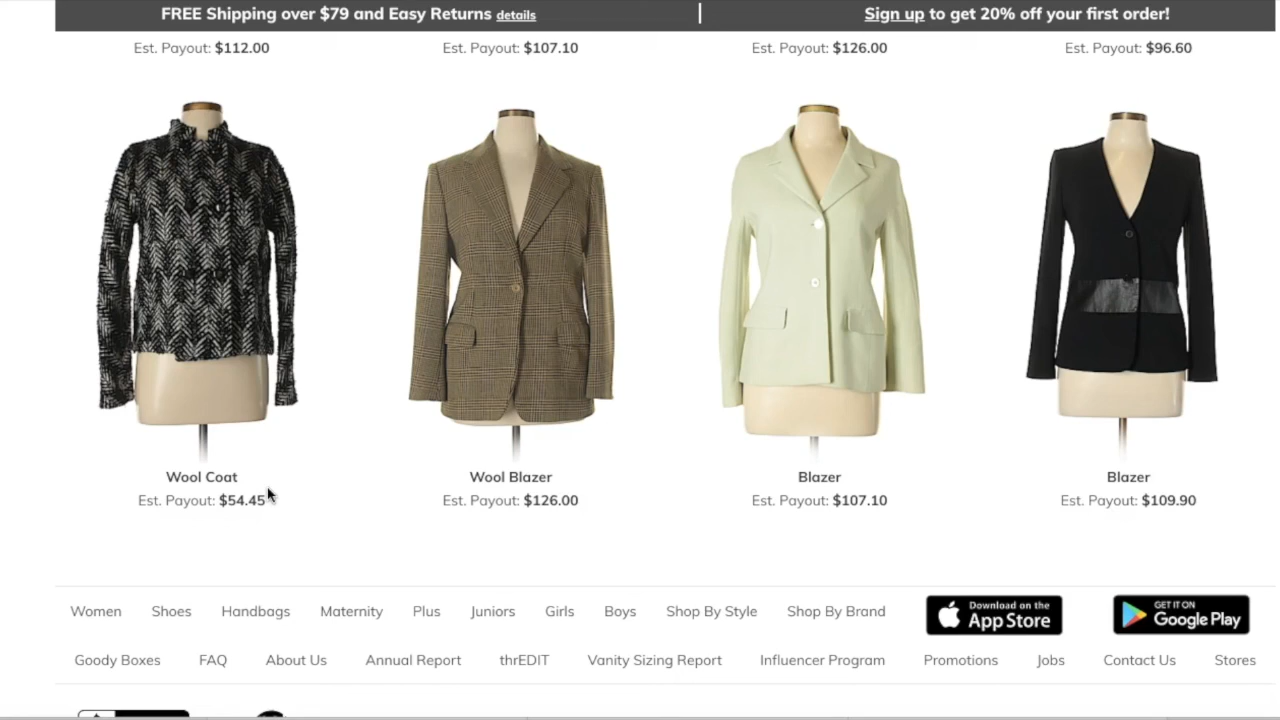 FREE Shipping over $79 and Easy Returns details | Sign up to get 20% off your first order!
Est. Payout: $112.00 Est. Payout: $107.10 Est. Payout: $126.00 Est. Payout: $96.60
Wool Coat Wool Blazer Blazer Blazer
Est. Payout: $54.45 Est. Payout: $126.00 Est. Payout: $107.10 Est. Payout: $109.90
Women Shoes Handbags Maternity Plus Juniors Girls Boys Shop By Style Shop By Brand
Download on the App Store
GET IT ON Google Play
Goody Boxes FAQ About Us Annual Report thrEDIT Vanity Sizing Report Influencer Program Promotions Jobs Contact Us Stores